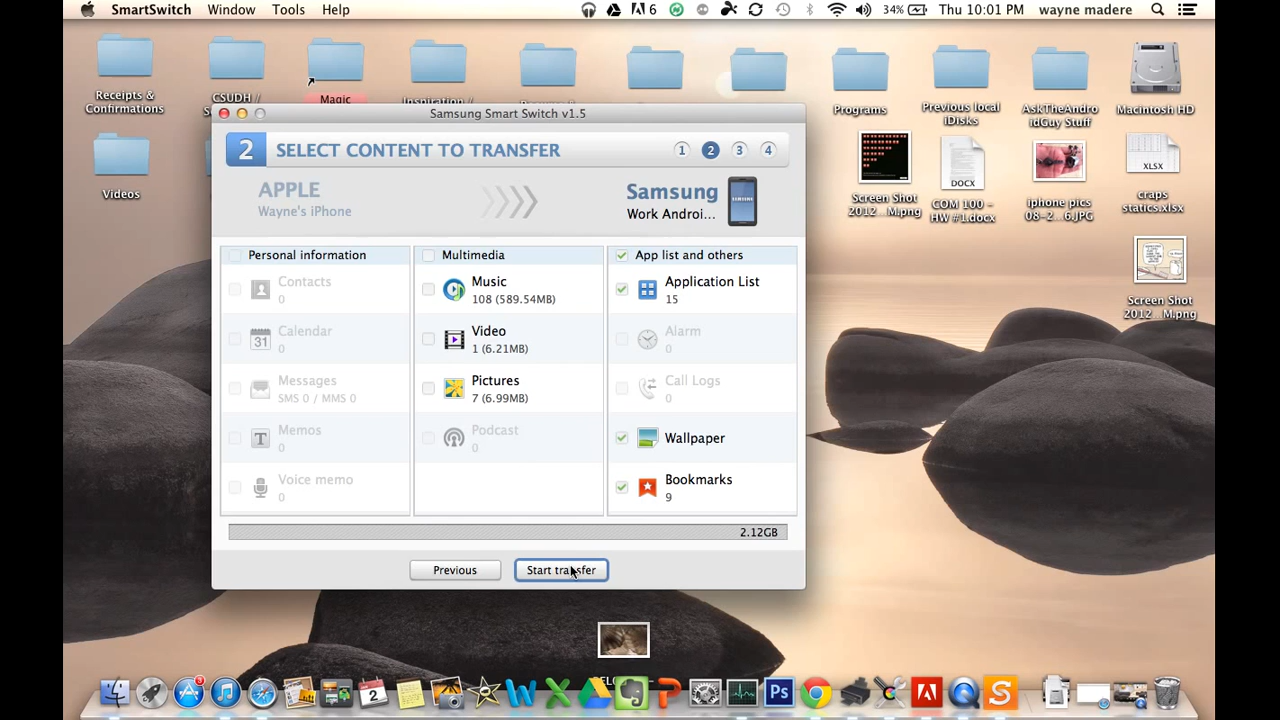 SmartSwitch Window Tools Help
6 34% Thu 10:01 PM wayne madere
Receipts &
Confirmations
CSUDH /
Magic
Programs
Previous local
iDisks
AskTheAndro
idGuy Stuff
Macintosh HD
Videos
Screen Shot
2012...M.png
DOCX
COM 100 -
HW #1.docx
iphone pics
08-2...6.JPG
XLSX
craps
statics.xlsx
Screen Shot
2012...M.png
Samsung Smart Switch v1.5
2 SELECT CONTENT TO TRANSFER 1 2 3 4
APPLE
Wayne's iPhone
SAMSUNG
Samsung
Work Androi...
Personal information
Contacts
0
31
Calendar
0
Messages
SMS 0 / MMS 0
T
Memos
0
Voice memo
0
Multimedia
Music
108 (589.54MB)
Video
1 (6.21MB)
Pictures
7 (6.99MB)
Podcast
0
App list and others
Application List
15
Alarm
0
Call Logs
0
Wallpaper
Bookmarks
9
2.12GB
Previous Start transfer
2 W X P Ps S